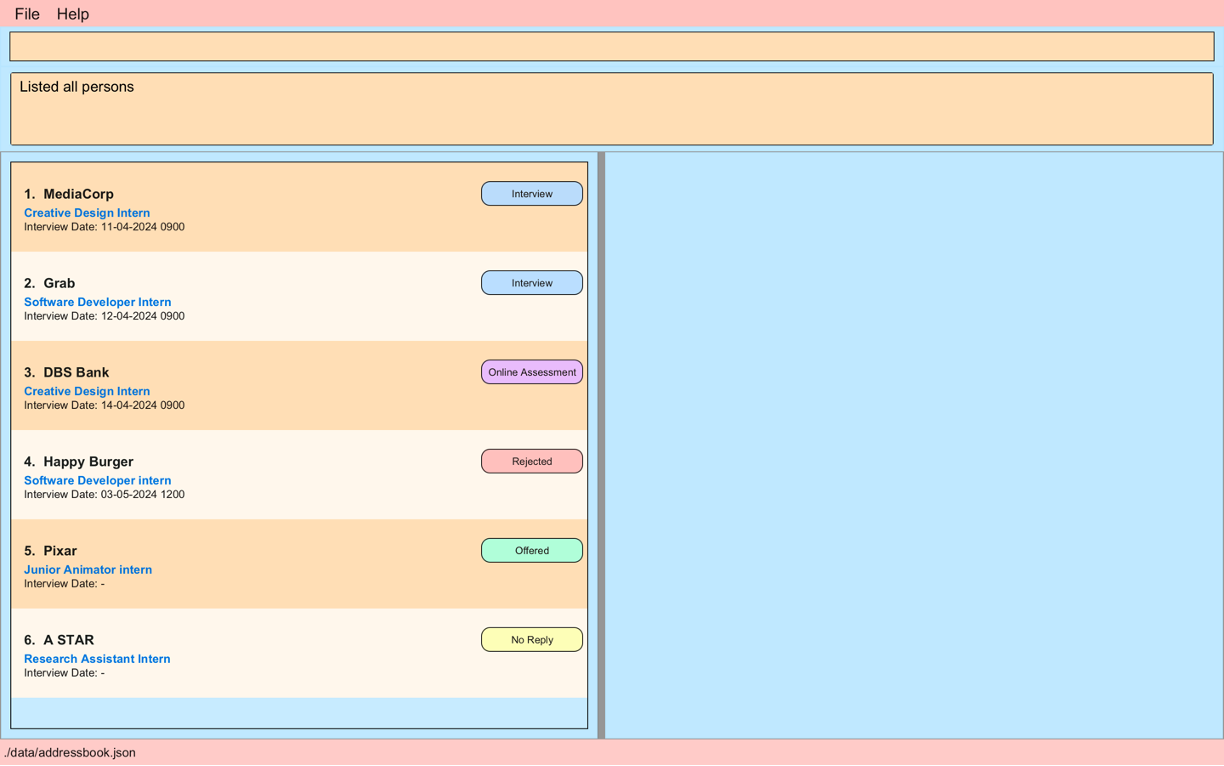 File Help
Listed all persons
1. MediaCorp
Interview
Creative Design Intern
Interview Date: 11-04-2024 0900
2. Grab
Interview
Software Developer Intern
Interview Date: 12-04-2024 0900
3. DBS Bank
Online Assessment
Creative Design Intern
Interview Date: 14-04-2024 0900
4. Happy Burger
Rejected
Software Developer intern
Interview Date: 03-05-2024 1200
5. Pixar
Offered
Junior Animator intern
Interview Date: -
6. A STAR
No Reply
Research Assistant Intern
Interview Date: -
./data/addressbook.json